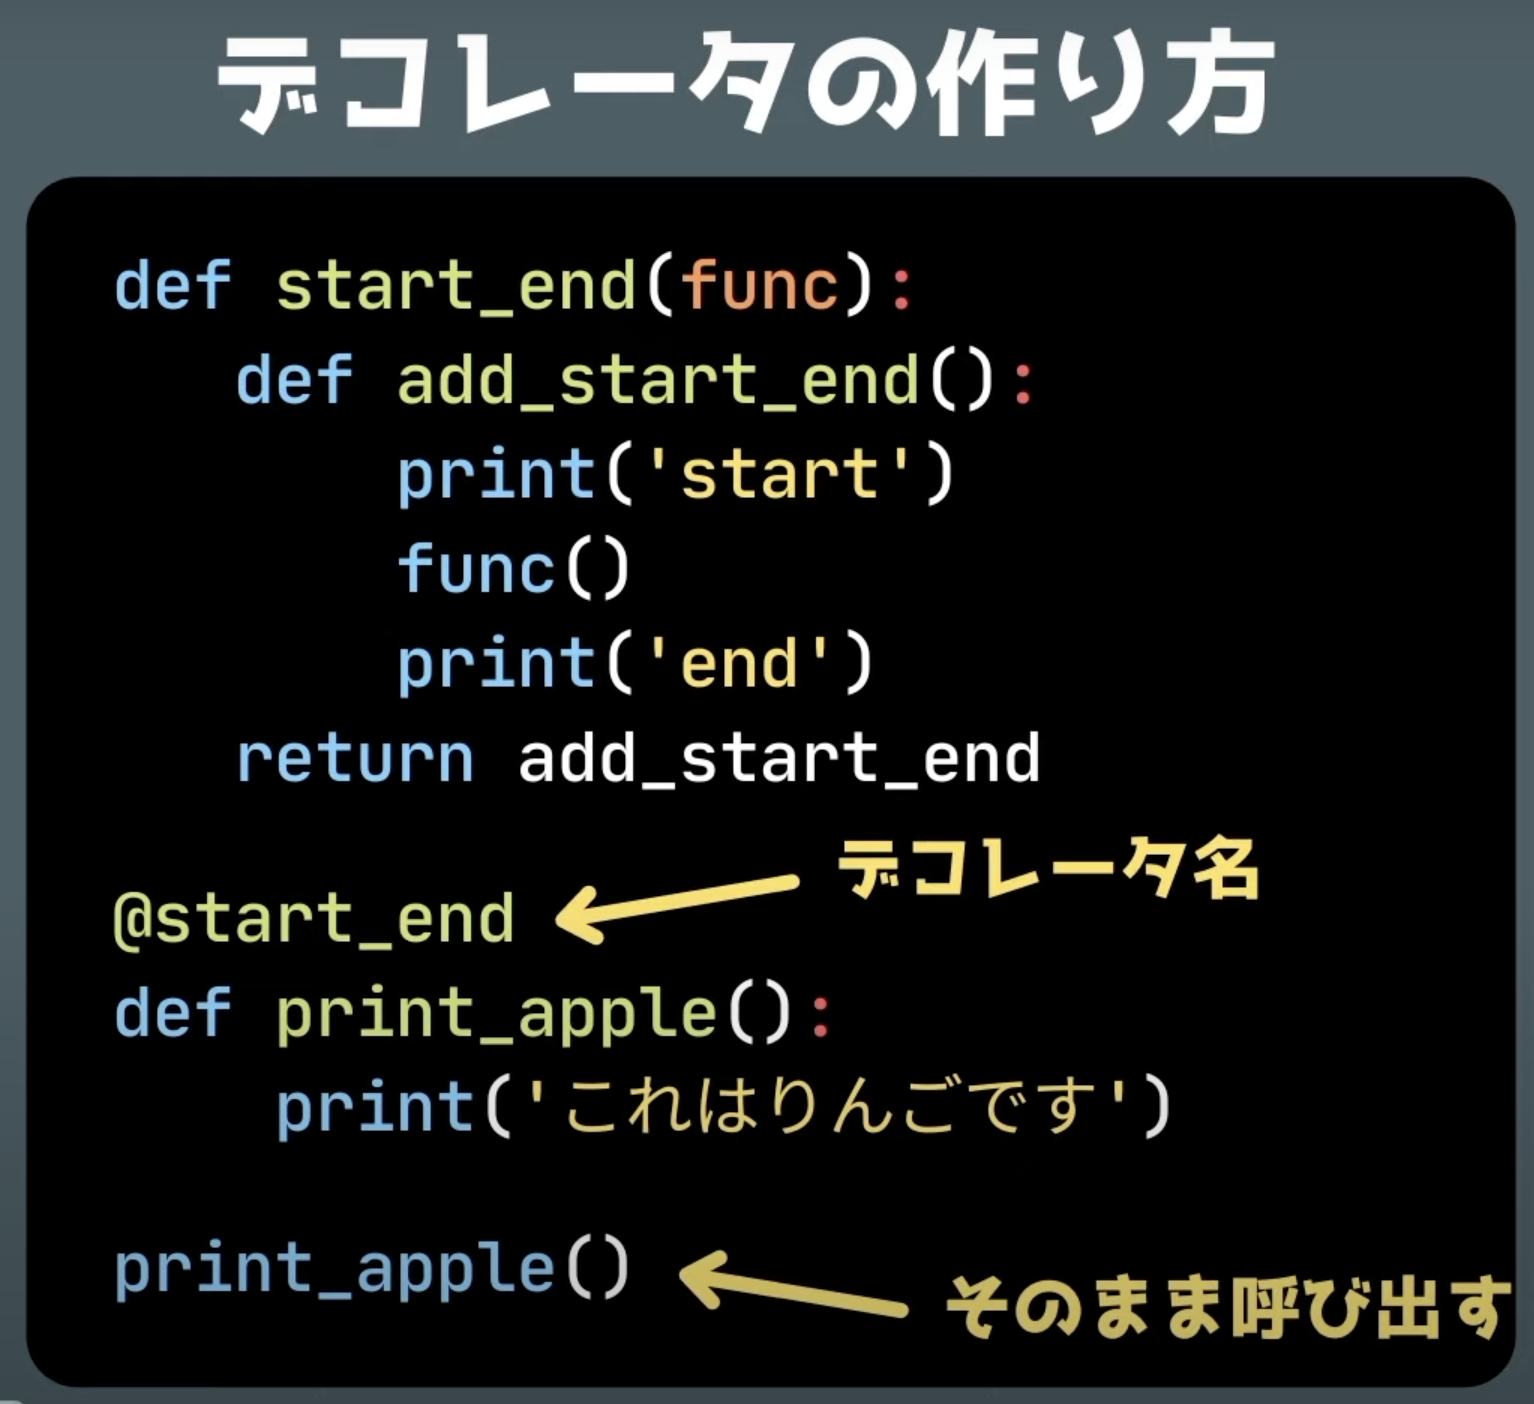 デコレータの作り方
def start_end(func):
    def add_start_end():
        print('start')
        func()
        print('end')
    return add_start_end
デコレータ名
@start_end
def print_apple():
    print('これはりんごです')
print_apple()
そのまま呼び出す